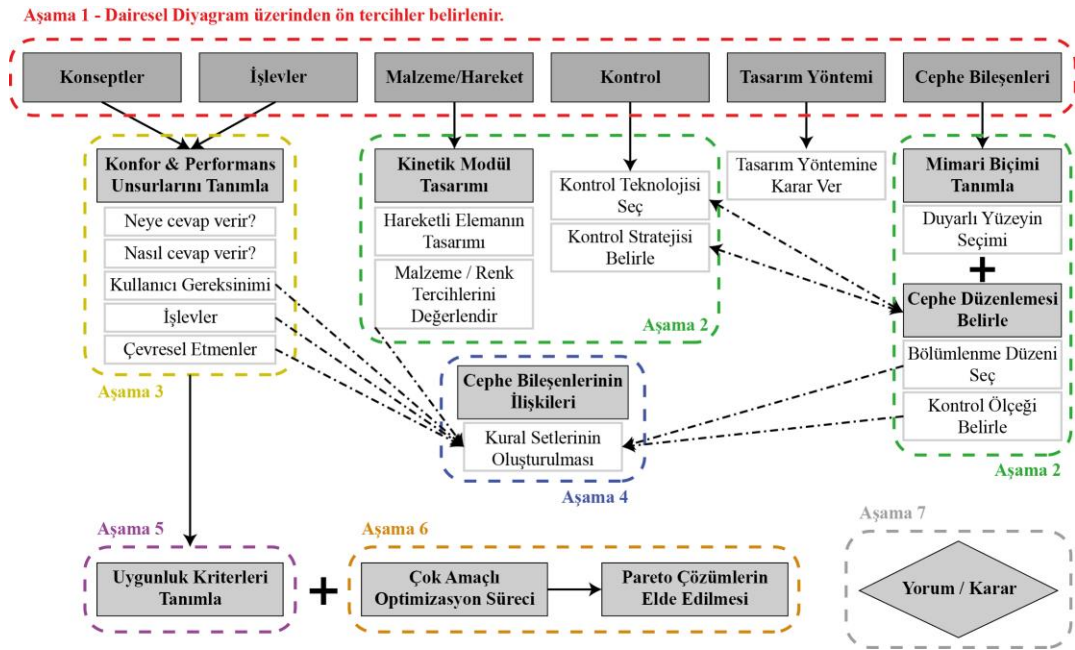 Aşama 1 - Dairesel Diyagram üzerinden ön tercihler belirlenir.
Konseptler
İşlevler
Malzeme/Hareket
Kontrol
Tasarım Yöntemi
Cephe Bileşenleri
Konfor & Performans
Unsurlarını Tanımla
Neye cevap verir?
Nasıl cevap verir?
Kullanıcı Gereksinimi
İşlevler
Çevresel Etmenler
Aşama 3
Kinetik Modül
Tasarımı
Hareketli Elemanın
Tasarımı
Malzeme / Renk
Tercihlerini
Değerlendir
Kontrol Teknolojisi
Seç
Kontrol Stratejisi
Belirle
Aşama 2
Tasarım Yöntemine
Karar Ver
Mimari Biçimi
Tanımla
Duyarlı Yüzeyin
Seçimi
+
Cephe Düzenlemesi
Belirle
Bölümlenme Düzeni
Seç
Kontrol Ölçeği
Belirle
Aşama 2
Cephe Bileşenlerinin
İlişkileri
Kural Setlerinin
Oluşturulması
Aşama 4
Aşama 5
Uygunluk Kriterleri
Tanımla
+
Aşama 6
Çok Amaçlı
Optimizasyon Süreci
Pareto Çözümlerin
Elde Edilmesi
Aşama 7
Yorum / Karar